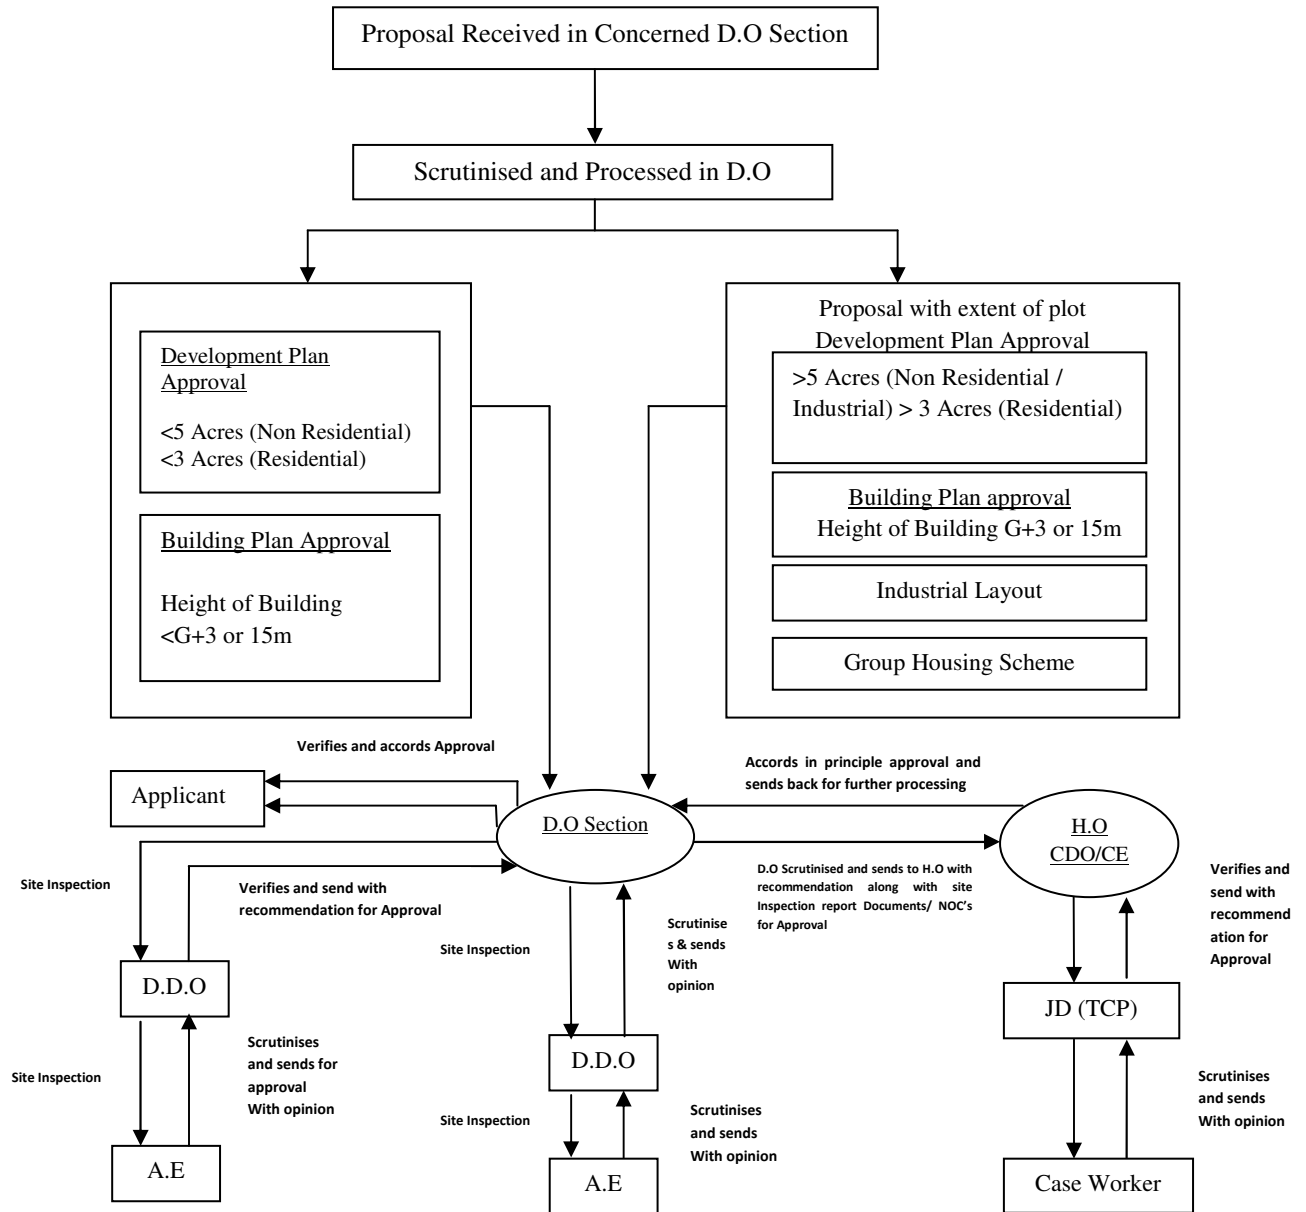 Proposal Received in Concerned D.O Section
Scrutinised and Processed in D.O
Development Plan
Approval
<5 Acres (Non Residential)
<3 Acres (Residential)
Building Plan Approval
Height of Building
<G+3 or 15m
Proposal with extent of plot
Development Plan Approval
>5 Acres (Non Residential /
Industrial) > 3 Acres (Residential)
Building Plan approval
Height of Building G+3 or 15m
Industrial Layout
Group Housing Scheme
Verifies and accords Approval
Accords in principle approval and
sends back for further processing
Applicant
D.O Section
H.O
CDO/CE
Site Inspection
Verifies and send with
recommendation for Approval
Site Inspection
Scrutinise
s & sends
With
opinion
D.O Scrutinised and sends to H.O with
recommendation along with site
Inspection report Documents/ NOC's
for Approval
Verifies and
send with
recommend
ation for
Approval
D.D.O
JD (TCP)
D.D.O
Site Inspection
Scrutinises
and sends for
approval
With opinion
Site Inspection
Scrutinises
and sends
With opinion
Scrutinises
and sends
With opinion
A.E
A.E
Case Worker